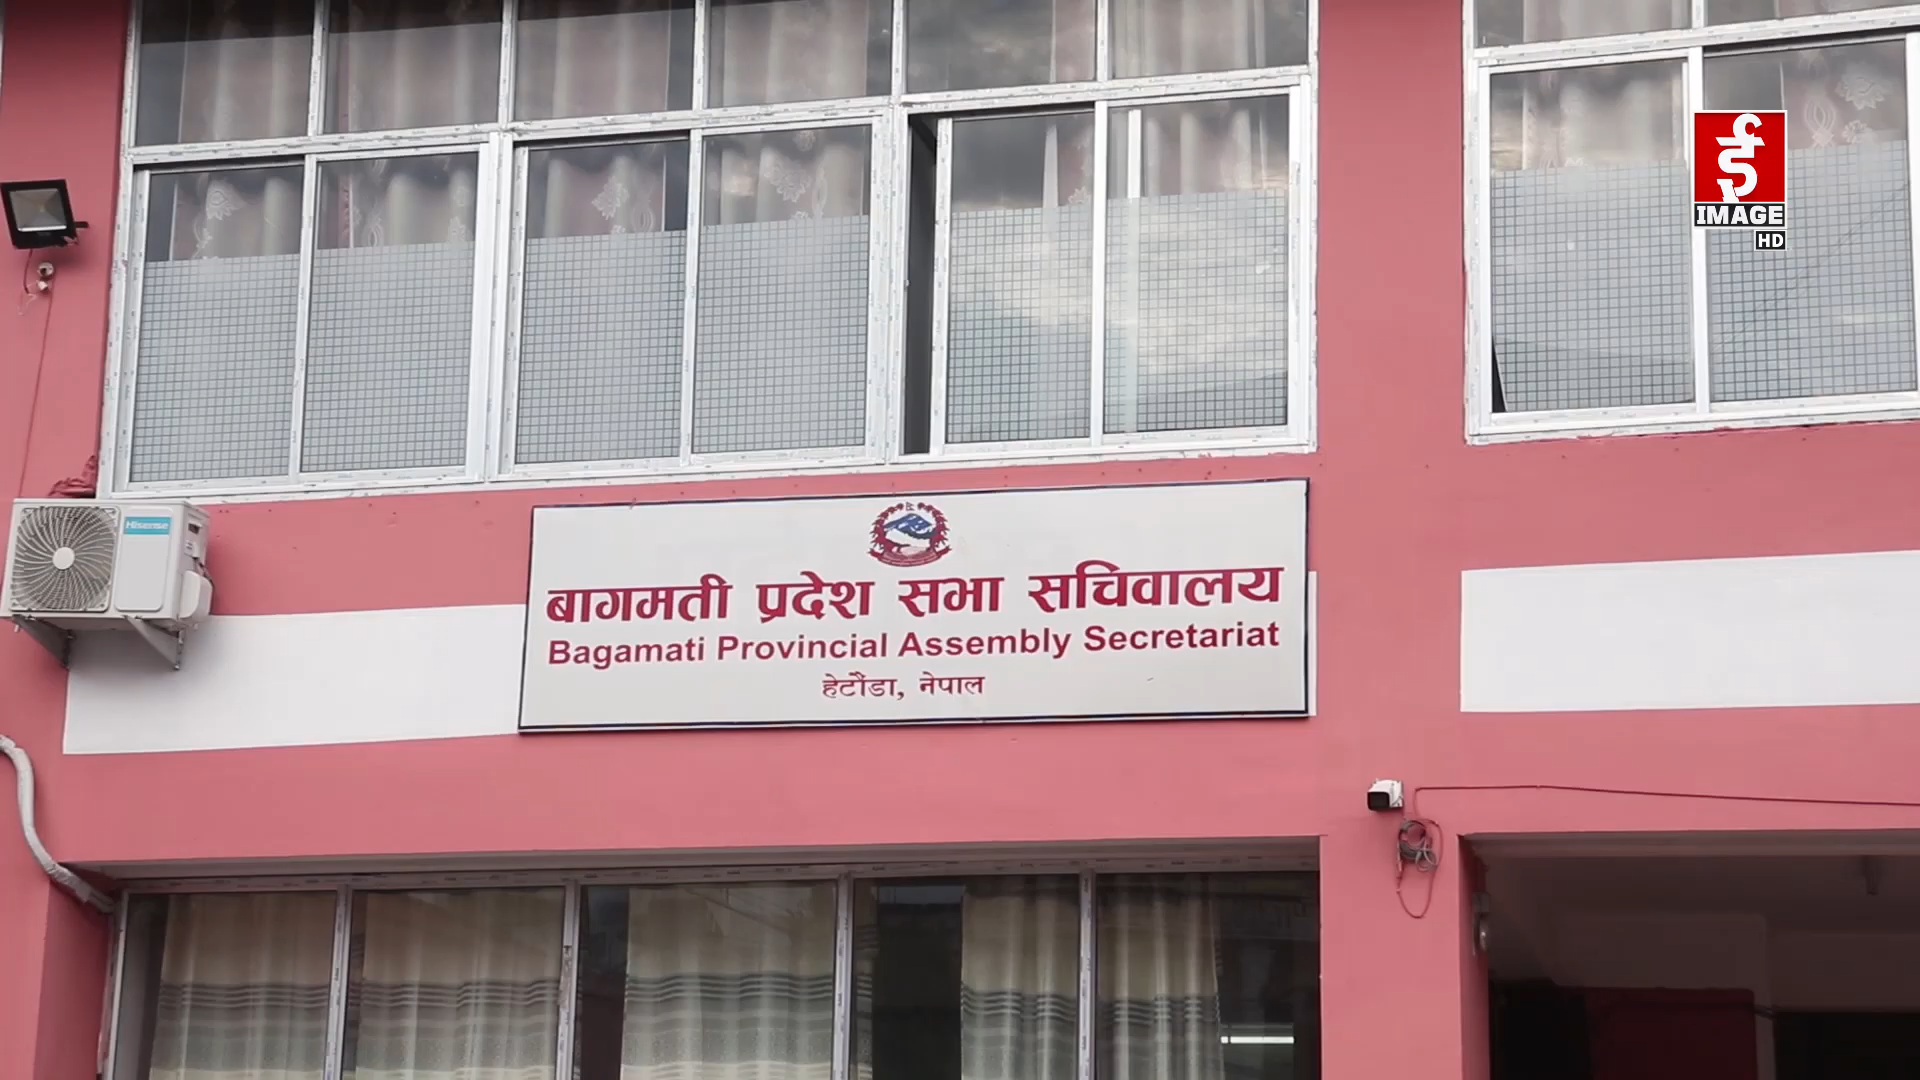 IMAGE
HD
Hisense
बागमती प्रदेश सभा सचिवालय
Bagamati Provincial Assembly Secretariat
हेटौंडा, नेपाल